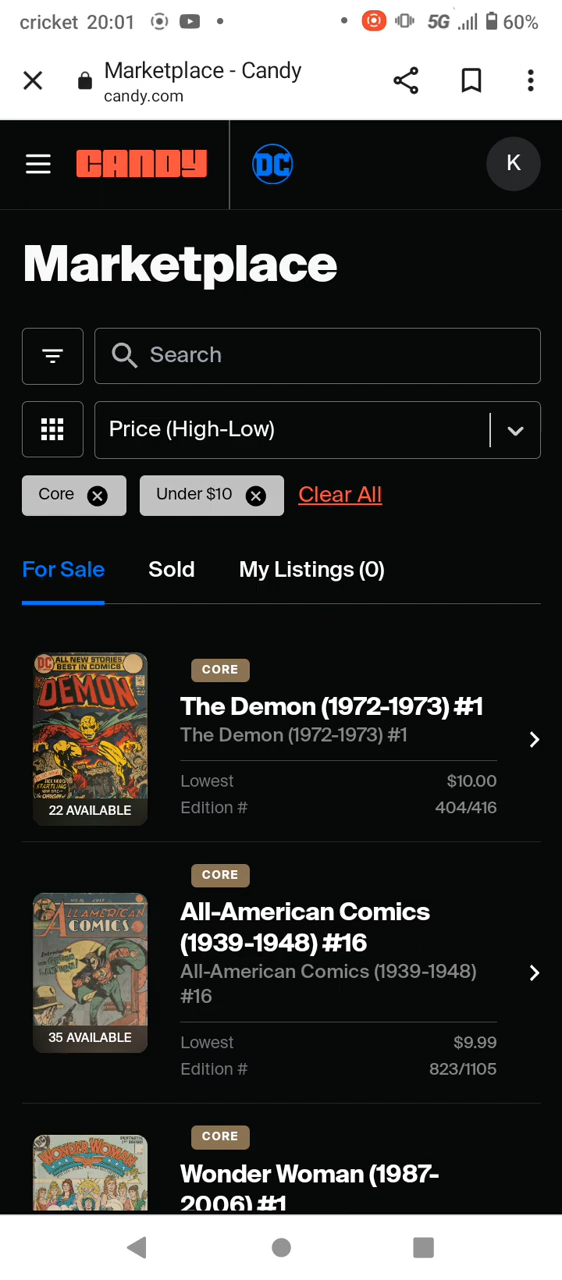 cricket 20:01 5G 60%
Marketplace - Candy
candy.com
CANDY DC K
Marketplace
Search
Price (High-Low)
Core Under $10 Clear All
For Sale Sold My Listings (0)
DC ALL NEW STORIES
BEST IN COMICS
DEMON
22 AVAILABLE
CORE
The Demon (1972-1973) #1
The Demon (1972-1973) #1
Lowest $10.00
Edition # 404/416
ALL-AMERICAN
COMICS
35 AVAILABLE
CORE
All-American Comics
(1939-1948) #16
All-American Comics (1939-1948)
#16
Lowest $9.99
Edition # 823/1105
WONDER WOMAN
CORE
Wonder Woman (1987-
2006) #1